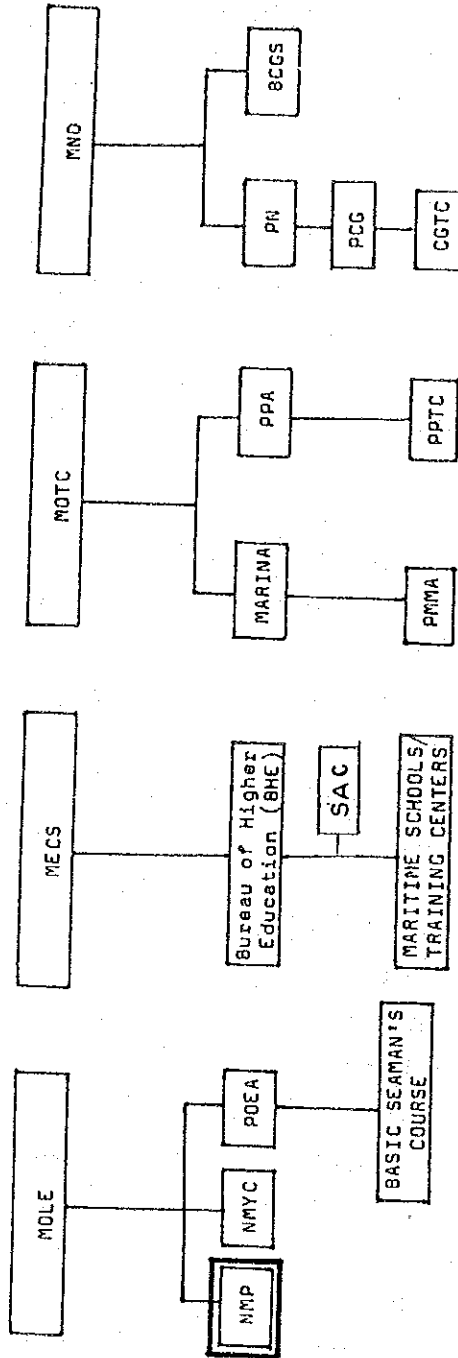 MOLE
NMP
NMYC
POEA
BASIC SEAMAN'S
COURSE
MECS
Bureau of Higher
Education (BHE)
SAC
MARITIME SCHOOLS/
TRAINING CENTERS
MOTC
MARINA
PPA
PMMA
PPTC
MND
PN
BCGS
PCG
CGTC